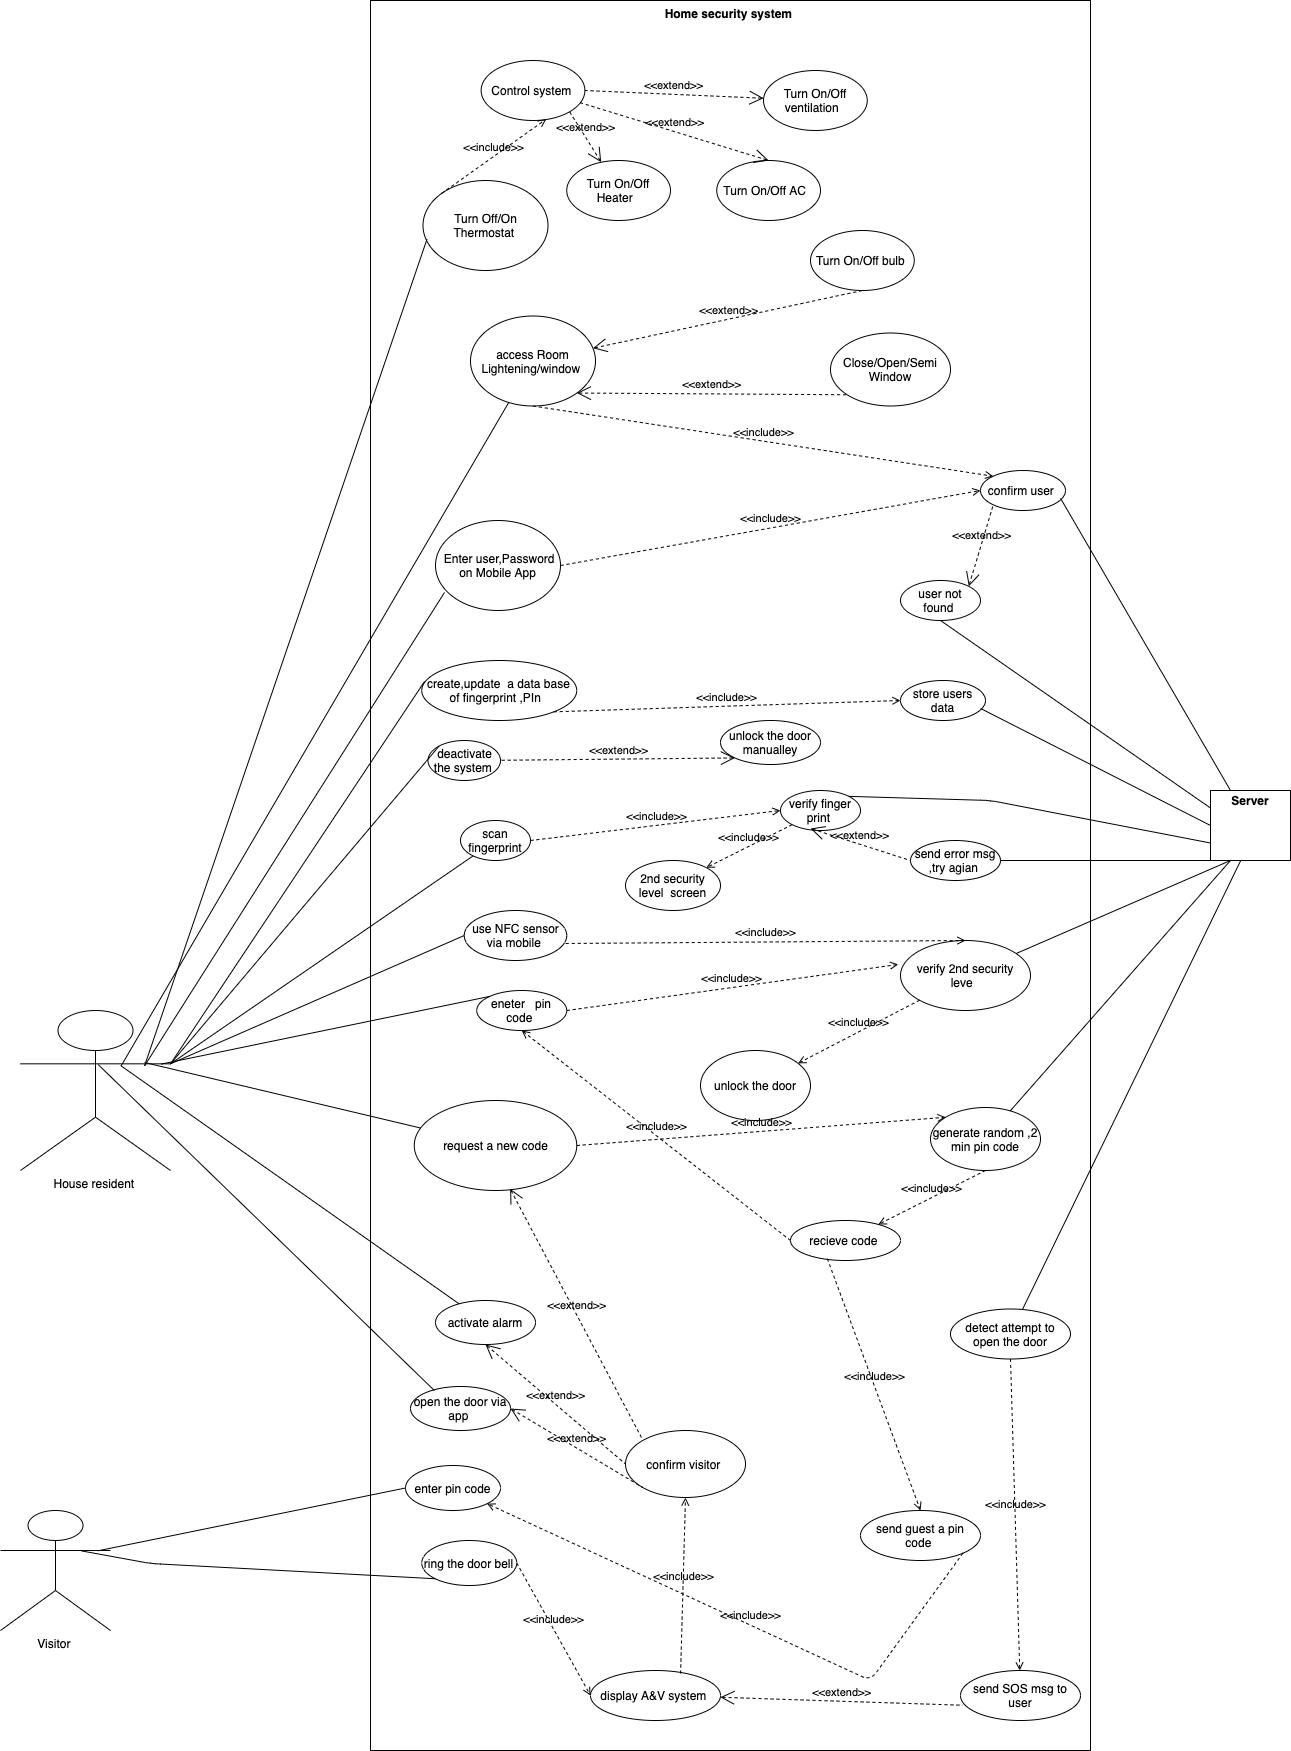 Home security system
Control system
<<extend>>
Turn On/Off
ventilation
<<extend>>
<<extend>>
<<include>>
Turn On/Off
Heater
Turn On/Off AC
Turn Off/On
Thermostat
Turn On/Off bulb
<<extend>>
access Room
Lightening/window
Close/Open/Semi
Window
<<extend>>
<<include>>
confirm user
<<include>>
<<extend>>
Enter user,Password
on Mobile App
user not
found
create,update  a data base
of fingerprint ,PIn
<<include>>
store users
data
deactivate
the system
<<extend>>
unlock the door
manualley
Server
scan
fingerprint
<<include>>
verify finger
print
<<include>>
<<extend>>
send error msg
,try agian
2nd security
level  screen
use NFC sensor
via mobile
<<include>>
<<include>>
verify 2nd security
leve
eneter   pin
code
<<include>>
unlock the door
<<include>>
<<include>>
request a new code
generate random ,2
min pin code
House resident
<<include>>
recieve code
<<extend>>
activate alarm
detect attempt to
open the door
<<include>>
<<extend>>
open the door via
app
<<extend>>
confirm visitor
enter pin code
<<include>>
send guest a pin
code
ring the door bell
<<include>>
<<include>>
<<include>>
Visitor
display A&V system
<<extend>>
send SOS msg to
user